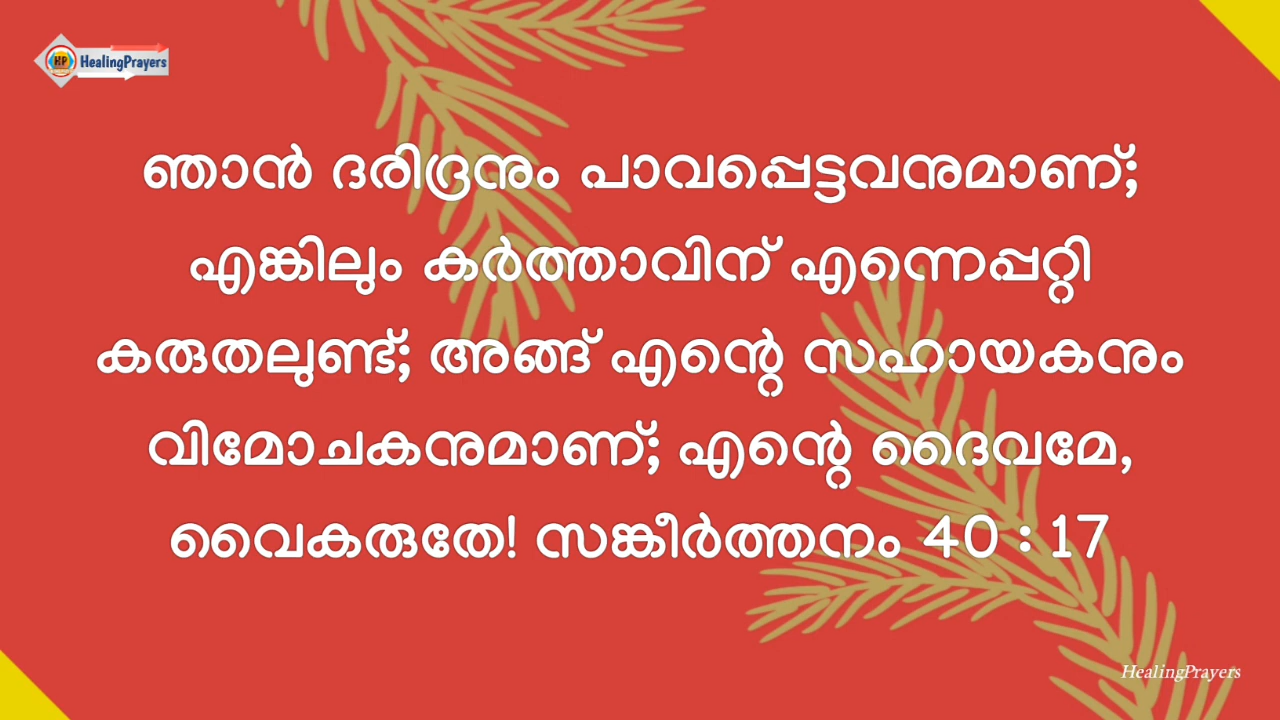 HP HealingPrayers
ഞാൻ ദരിദ്രനും പാവപ്പെട്ടവനുമാണ്;
എങ്കിലും കർത്താവിന് എന്നെപ്പറ്റി
കരുതലുണ്ട്; അങ്ങ് എന്റെ സഹായകനും
വിമോചകനുമാണ്; എന്റെ ദൈവമേ,
വൈകരുതേ! സങ്കീർത്തനം 40 : 17
HealingPrayers